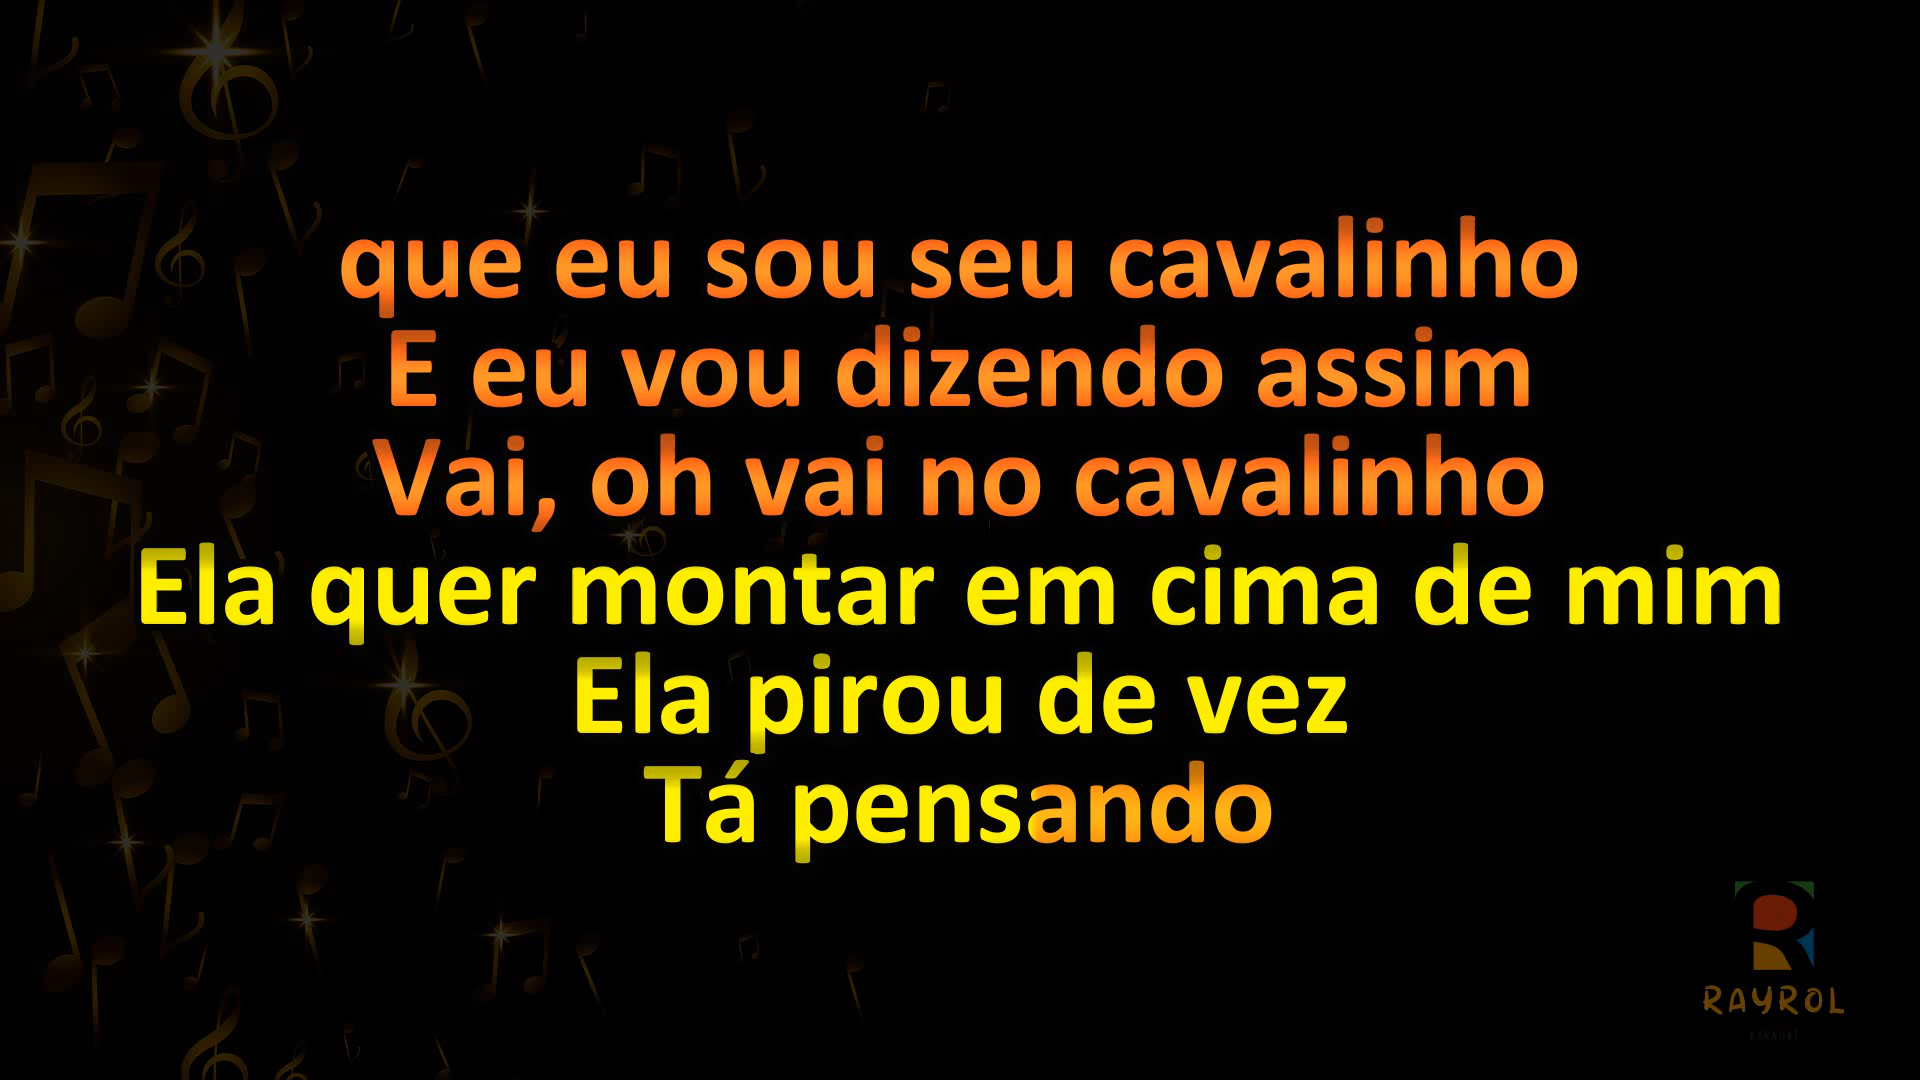 que eu sou seu cavalinho
E eu vou dizendo assim
Vai, oh vai no cavalinho
Ela quer montar em cima de mim
Ela pirou de vez
Tá pensando
RAYROL
KARAOKÊ